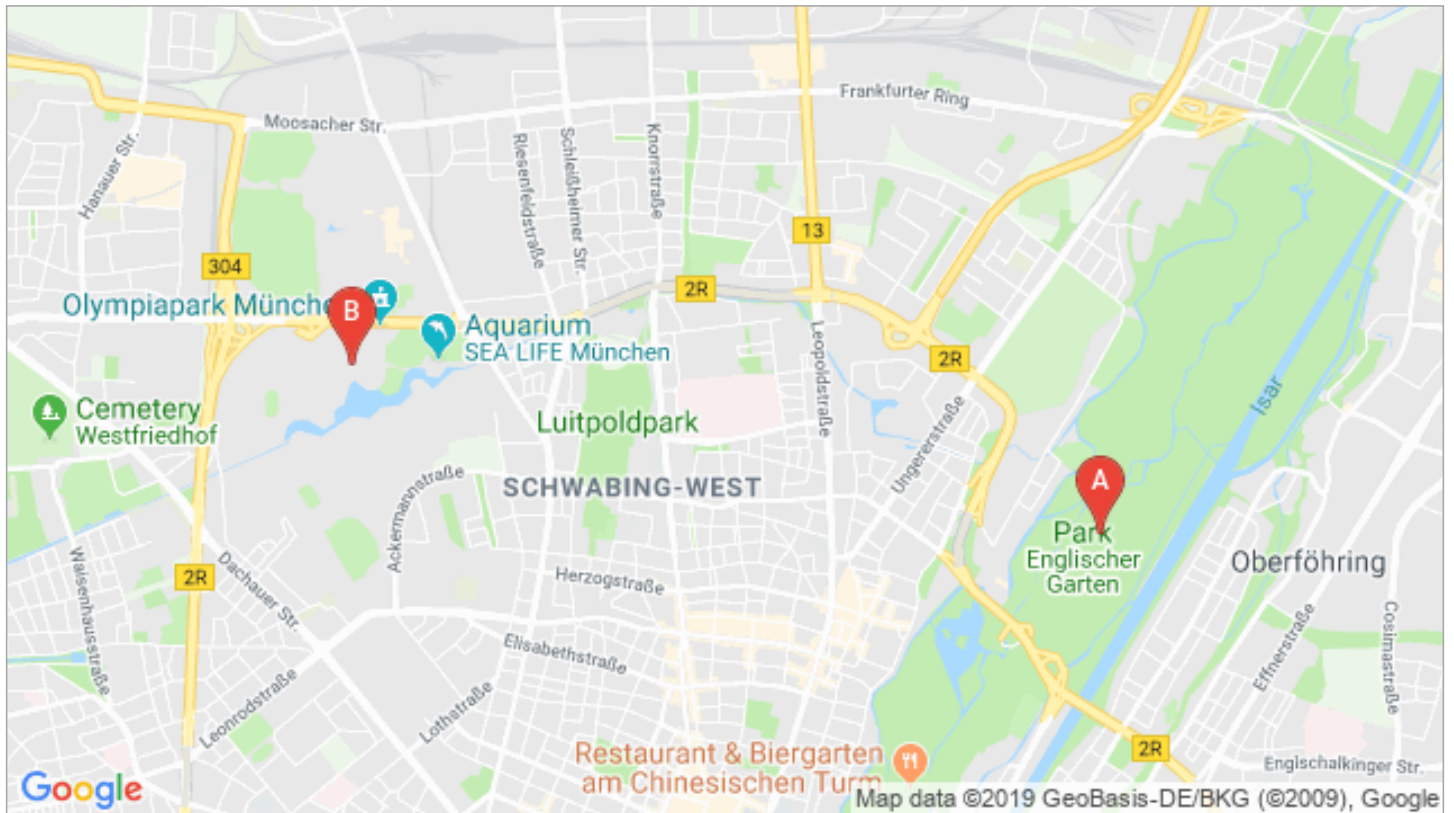 Frankfurter Ring
Moosacher Str.
Hanauer Str.
Riesenfeldstraße
Schleißheimer Str.
Knorrstraße
13
304
2R
Olympiapark Münche
B
Aquarium
SEA LIFE München
Leopoldstraße
2R
Isar
Cemetery
Westfriedhof
Luitpoldpark
Ungererstraße
Ackermannstraße
SCHWABING-WEST
A
Park
Englischer
Garten
Oberföhring
2R
Waisenhausstraße
Dachauer Str.
Herzogstraße
Elisabethstraße
Effnerstraße
Cosimastraße
Leonrodstraße
Lothstraße
Restaurant & Biergarten
am Chinesischen Turm
2R
Englschalkinger Str.
Google
Map data ©2019 GeoBasis-DE/BKG (©2009), Google